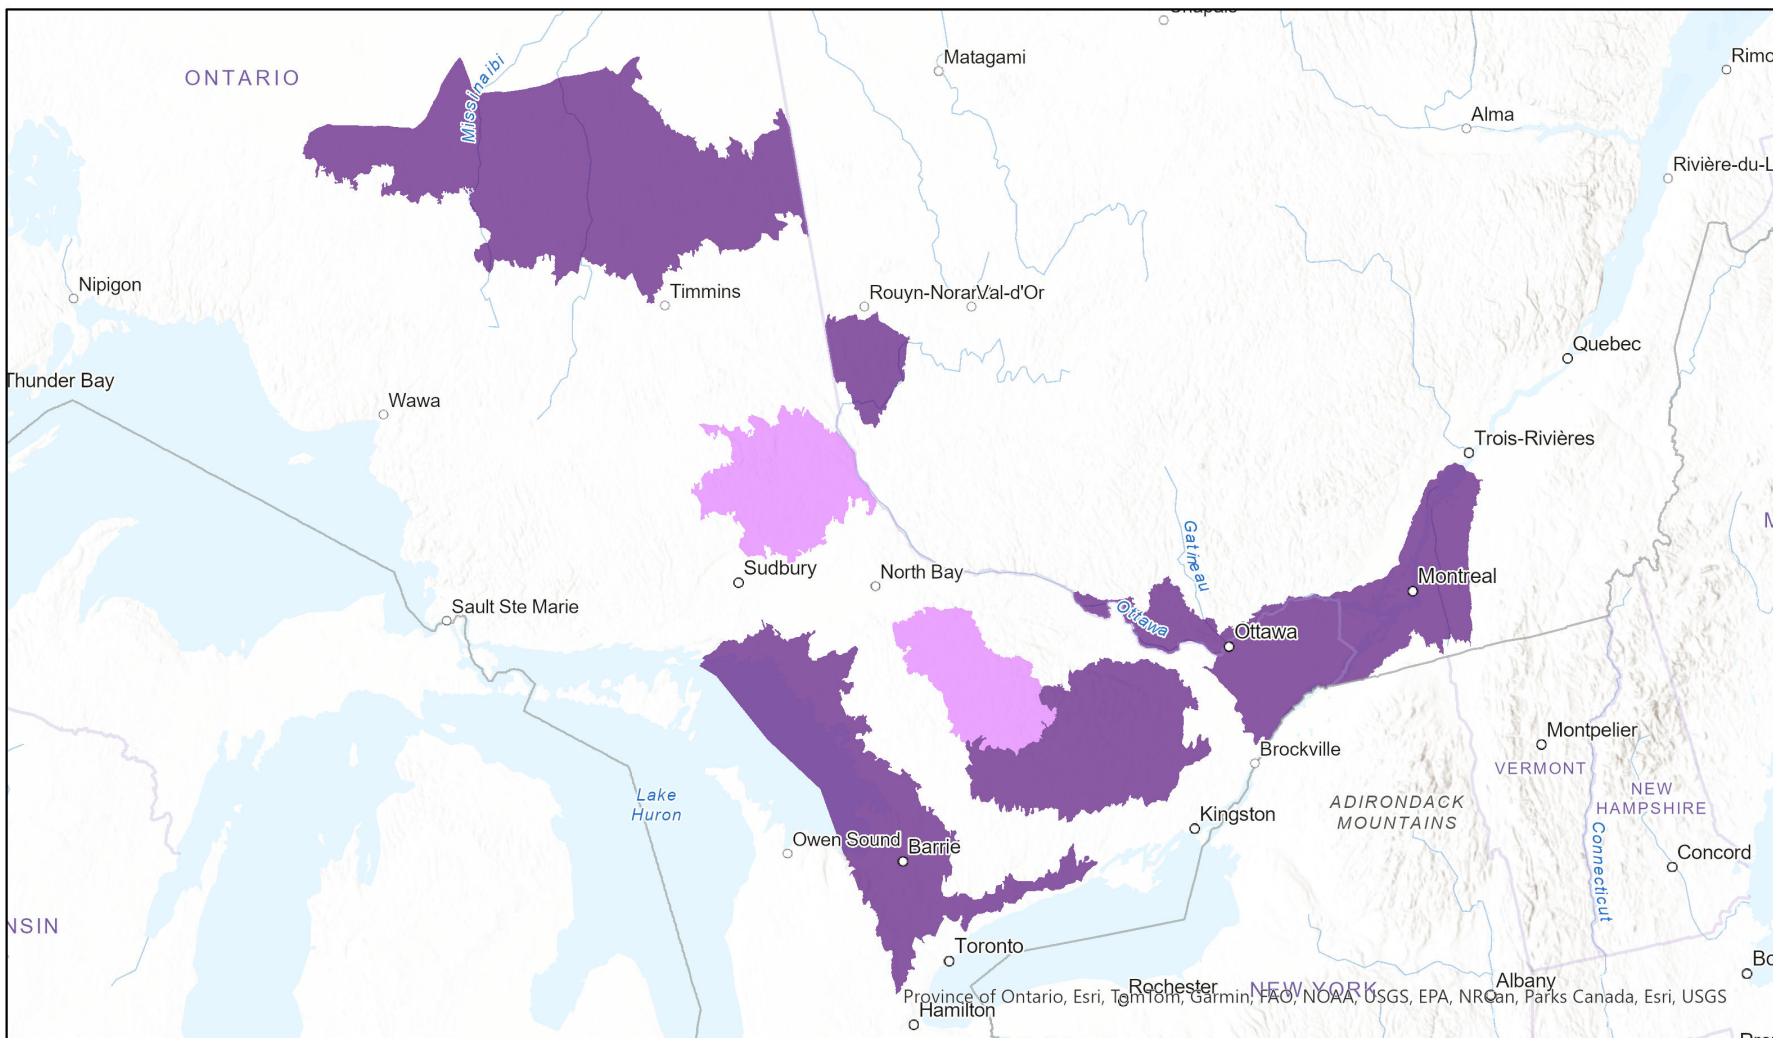 ONTARIO
Missinaibi
Matagami
Alma
Rivière-du-L
Nipigon
Timmins
Val-d'Or
Quebec
Thunder Bay
Wawa
Trois-Rivières
Gatineau
Sudbury
North Bay
Montreal
Sault Ste Marie
Ottawa
Ottawa
Brockville
Montpelier
VERMONT
NEW
HAMPSHIRE
ADIRONDACK
MOUNTAINS
Lake
Huron
Kingston
Owen Sound
Barrie
Concord
Connecticut
NSIN
Toronto
Rochester
NEW YORK
Albany
Province of Ontario, Esri, TomTom, Garmin, FAO, NOAA, USGS, EPA, NRCan, Parks Canada, Esri, USGS
Hamilton